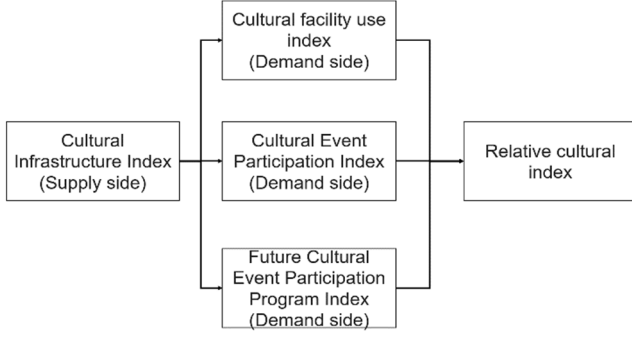 Cultural facility use
index
(Demand side)
Cultural
Infrastructure Index
(Supply side)
Cultural Event
Participation Index
(Demand side)
Relative cultural
index
Future Cultural
Event Participation
Program Index
(Demand side)